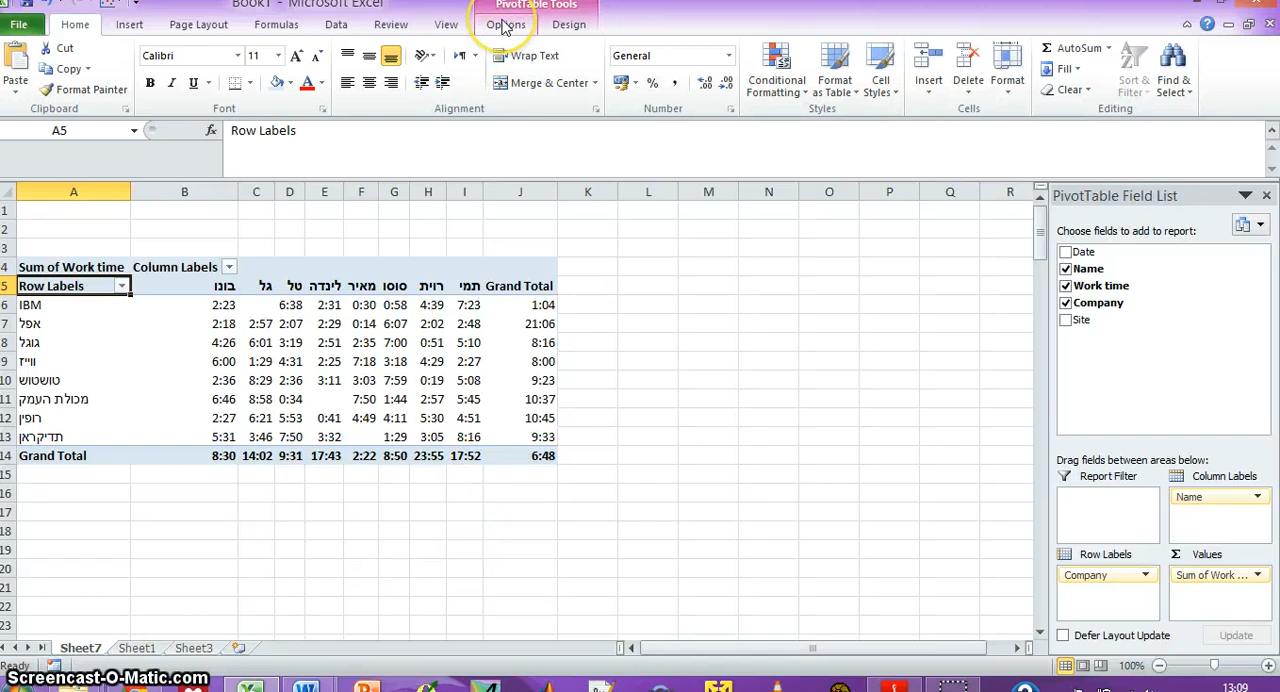 Book1 - Microsoft Excel
PivotTable Tools
File Home Insert Page Layout Formulas Data Review View Options Design
Cut
Copy
Format Painter
Paste
Clipboard
Calibri 11
B I U A
Font
Wrap Text
Merge & Center
Alignment
General
% ,
Number
Conditional Formatting Format as Table Cell Styles
Styles
Insert Delete Format
Cells
AutoSum
Fill
Clear
Sort & Filter Find & Select
Editing
A5 fx Row Labels
A B C D E F G H I J K L M N O P Q R
1
2
3
4 Sum of Work time Column Labels
5 Row Labels בונו גל טל לינדה מאיר סוסו רוית תמי Grand Total
6 IBM 2:23 6:38 2:31 0:30 0:58 4:39 7:23 1:04
7 אפל 2:18 2:57 2:07 2:29 0:14 6:07 2:02 2:48 21:06
8 גוגל 4:26 6:01 3:19 2:51 2:35 7:00 0:51 5:10 8:16
9 ווייז 6:00 1:29 4:31 2:25 7:18 3:18 4:29 2:27 8:00
10 טושטוש 2:36 8:29 2:36 3:11 3:03 7:59 0:19 5:08 9:23
11 מכולת העמק 6:46 8:58 0:34 7:50 1:44 2:57 5:45 10:37
12 רופין 2:27 6:21 5:53 0:41 4:49 4:11 5:30 4:51 10:45
13 תדיקראן 5:31 3:46 7:50 3:32 1:29 3:05 8:16 9:33
14 Grand Total 8:30 14:02 9:31 17:43 2:22 8:50 23:55 17:52 6:48
15
16
17
18
19
20
21
22
23
PivotTable Field List
Choose fields to add to report:
Date
Name
Work time
Company
Site
Drag fields between areas below:
Report Filter Column Labels
Name
Row Labels Σ Values
Company Sum of Work ...
Defer Layout Update Update
Sheet7 Sheet1 Sheet3
Ready 100%
Screencast-O-Matic.com
13:09